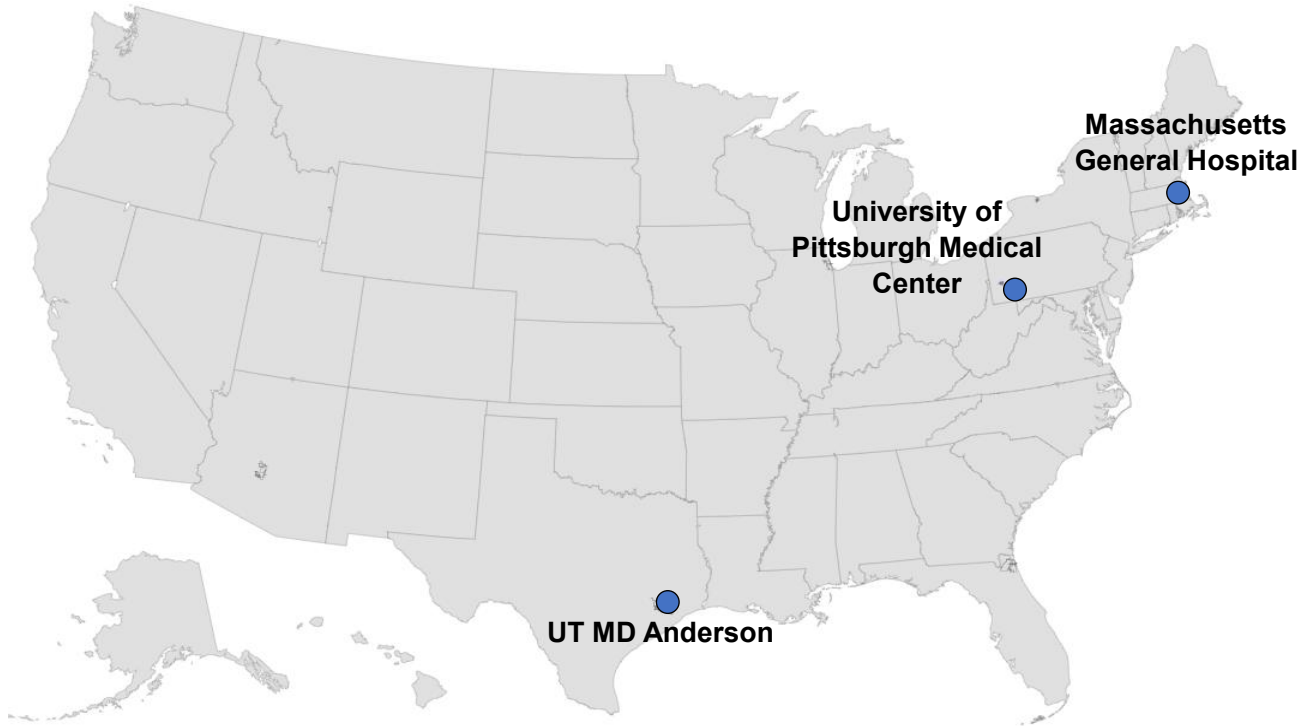 Massachusetts
General Hospital
University of
Pittsburgh Medical
Center
UT MD Anderson